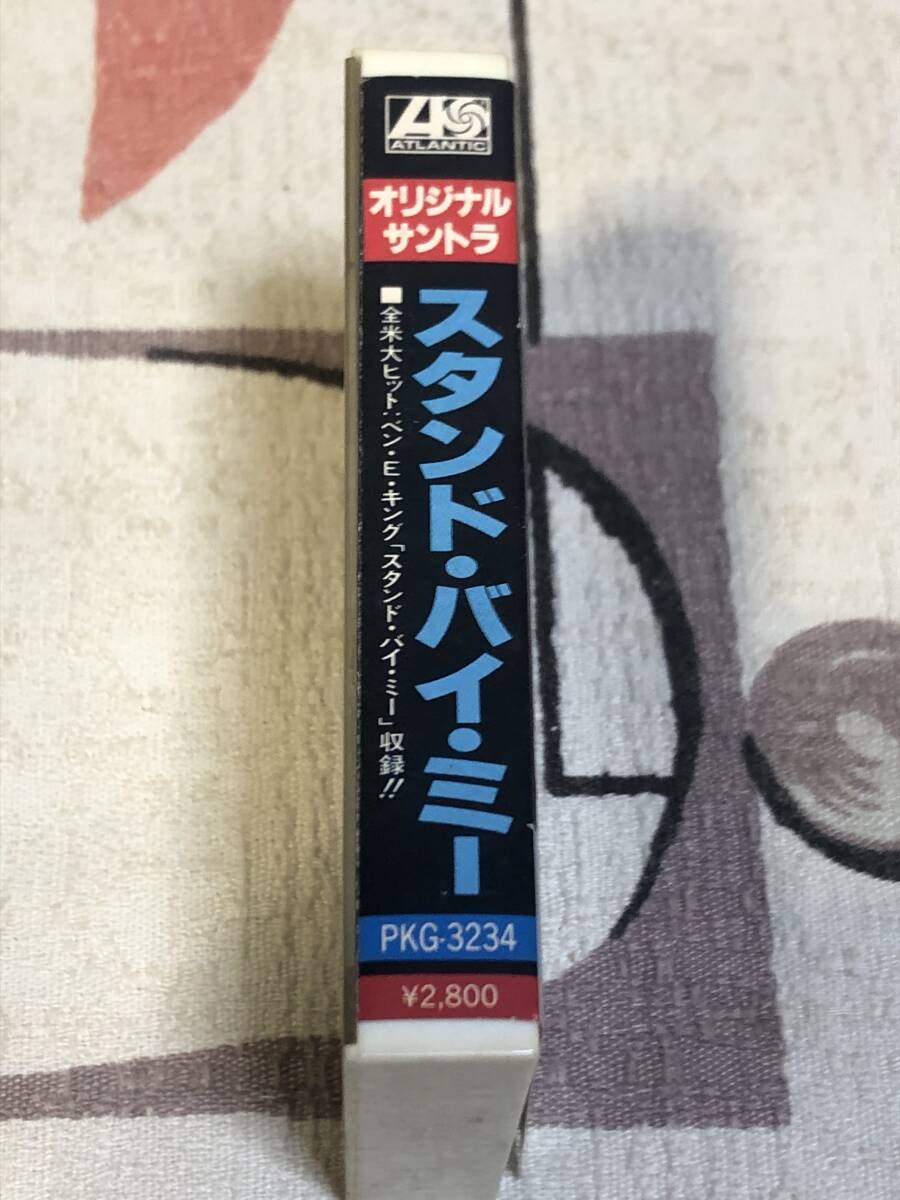 ATLANTIC
オリジナル
サントラ
スタンド・バイ・ミー
■全米大ヒット:ベン・E・キング「スタンド・バイ・ミー」収録!!
PKG-3234
¥2,800